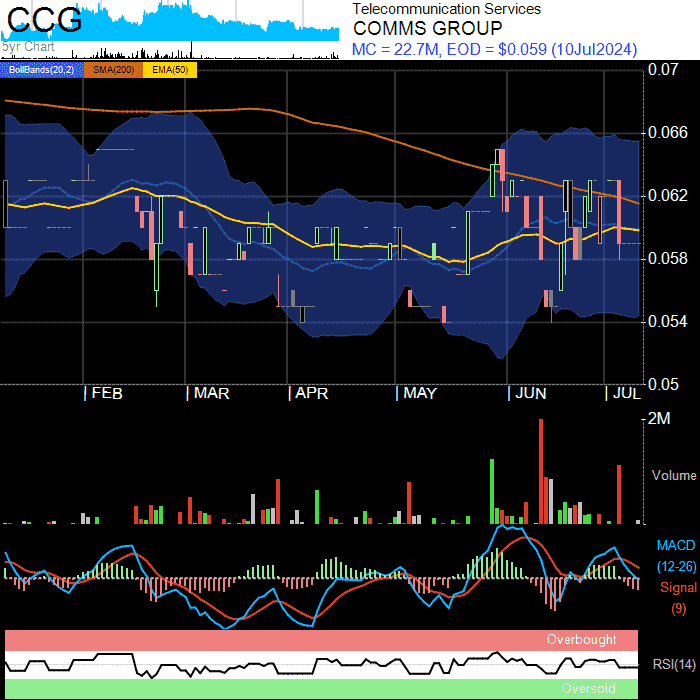 CCG
5yr Chart
Telecommunication Services
COMMS GROUP
MC = 22.7M, EOD = $0.059 (10Jul2024)
BollBands(20,2) SMA(200) EMA(50)
0.07
0.066
0.062
0.058
0.054
0.05
FEB MAR APR MAY JUN JUL
2M
Volume
MACD
(12-26)
Signal
(9)
Overbought
RSI(14)
Oversold